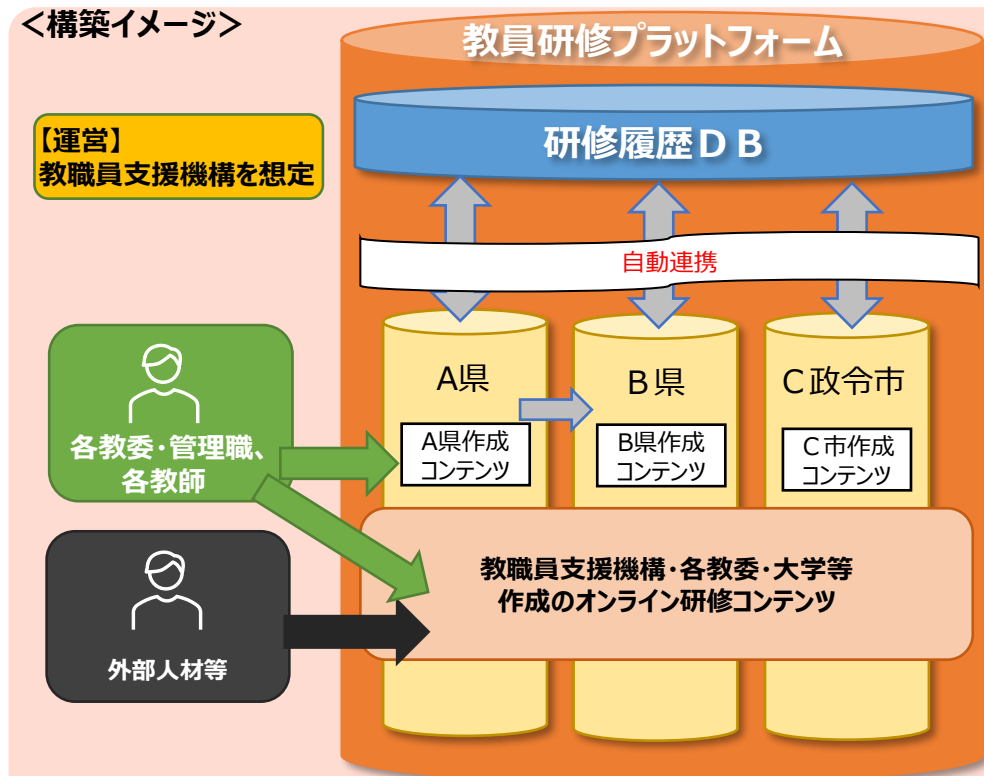 ＜構築イメージ＞
教員研修プラットフォーム
研修履歴ＤＢ
【運営】
教職員支援機構を想定
自動連携
A県
Ｂ県
Ｃ政令市
A県作成
コンテンツ
B県作成
コンテンツ
Ｃ市作成
コンテンツ
各教委・管理職、
各教師
教職員支援機構・各教委・大学等
作成のオンライン研修コンテンツ
外部人材等